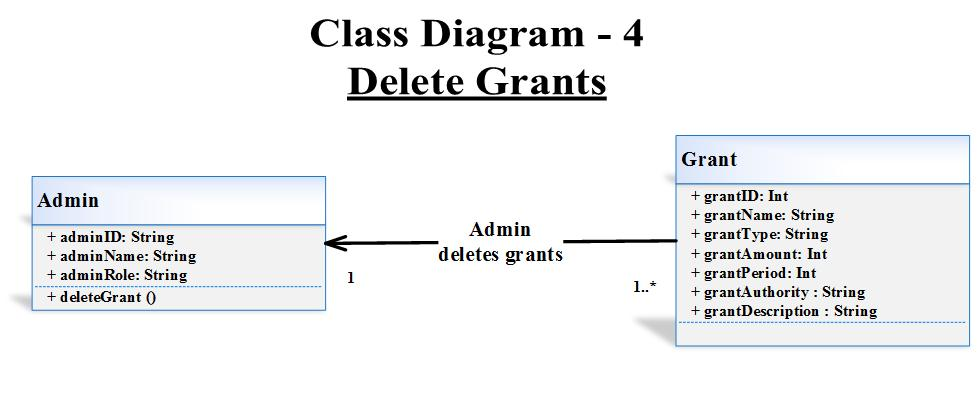 Class Diagram - 4
Delete Grants
Admin
+ adminID: String
+ adminName: String
+ adminRole: String
+ deleteGrant ()
Admin
deletes grants
1
1..*
Grant
+ grantID: Int
+ grantName: String
+ grantType: String
+ grantAmount: Int
+ grantPeriod: Int
+ grantAuthority : String
+ grantDescription : String